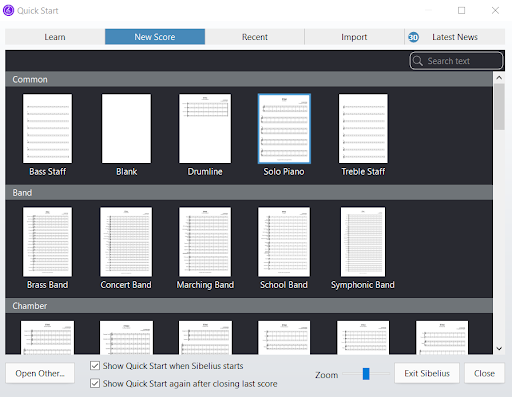 Quick Start
Learn New Score Recent Import 30 Latest News
Search text
Common
Bass Staff Blank Drumline Solo Piano Treble Staff
Band
Brass Band Concert Band Marching Band School Band Symphonic Band
Chamber
Open Other... Show Quick Start when Sibelius starts
Show Quick Start again after closing last score
Zoom Exit Sibelius Close